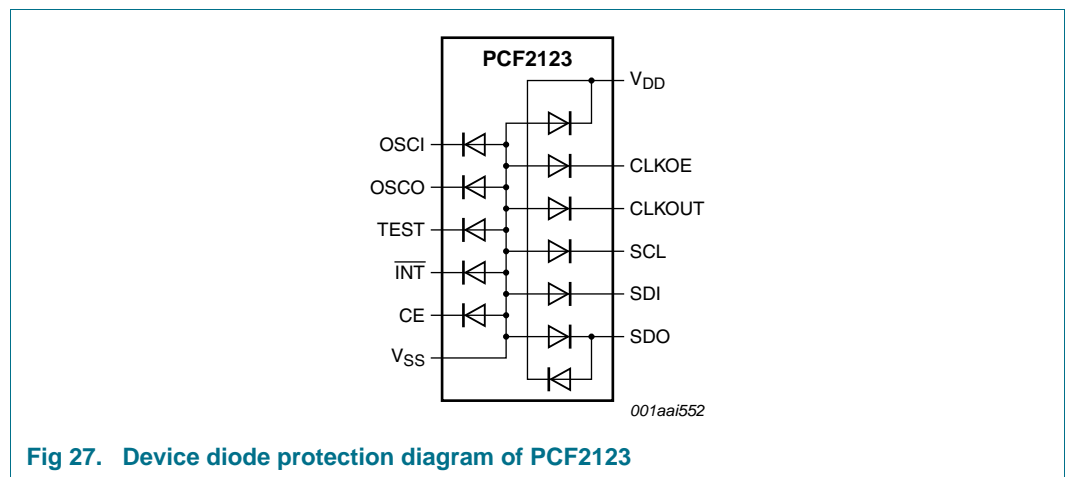 PCF2123
VDD
OSCI
CLKOE
OSCO
CLKOUT
TEST
SCL
INT
SDI
CE
SDO
VSS
001aai552
Fig 27. Device diode protection diagram of PCF2123